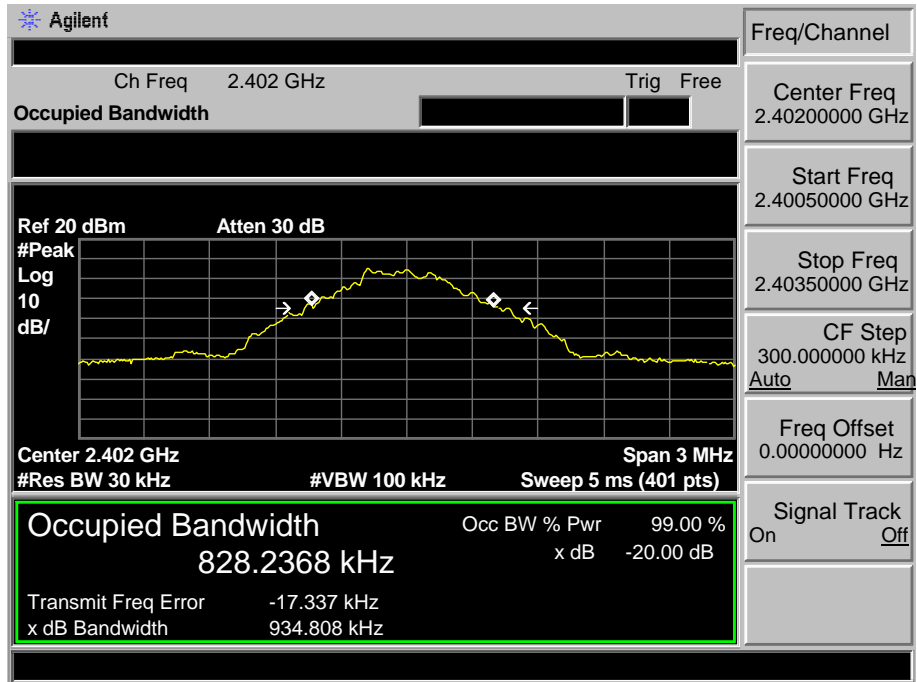 Agilent
Freq/Channel
Ch Freq 2.402 GHz Trig Free
Occupied Bandwidth
Center Freq
2.40200000 GHz
Start Freq
2.40050000 GHz
Stop Freq
2.40350000 GHz
CF Step
300.000000 kHz
Auto Man
Freq Offset
0.00000000 Hz
Signal Track
On Off
Ref 20 dBm Atten 30 dB
#Peak
Log
10
dB/
Center 2.402 GHz Span 3 MHz
#Res BW 30 kHz #VBW 100 kHz Sweep 5 ms (401 pts)
Occupied Bandwidth
828.2368 kHz
Occ BW % Pwr 99.00 %
x dB -20.00 dB
Transmit Freq Error -17.337 kHz
x dB Bandwidth 934.808 kHz